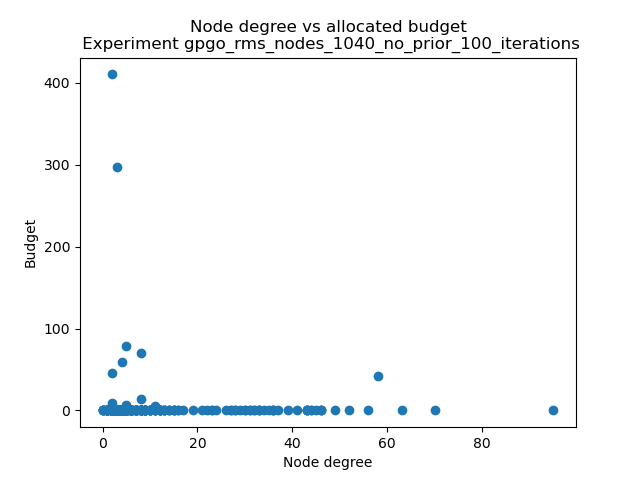 Node degree vs allocated budget
Experiment gpgo_rms_nodes_1040_no_prior_100_iterations
400
300
200
100
0
Budget
0 20 40 60 80
Node degree